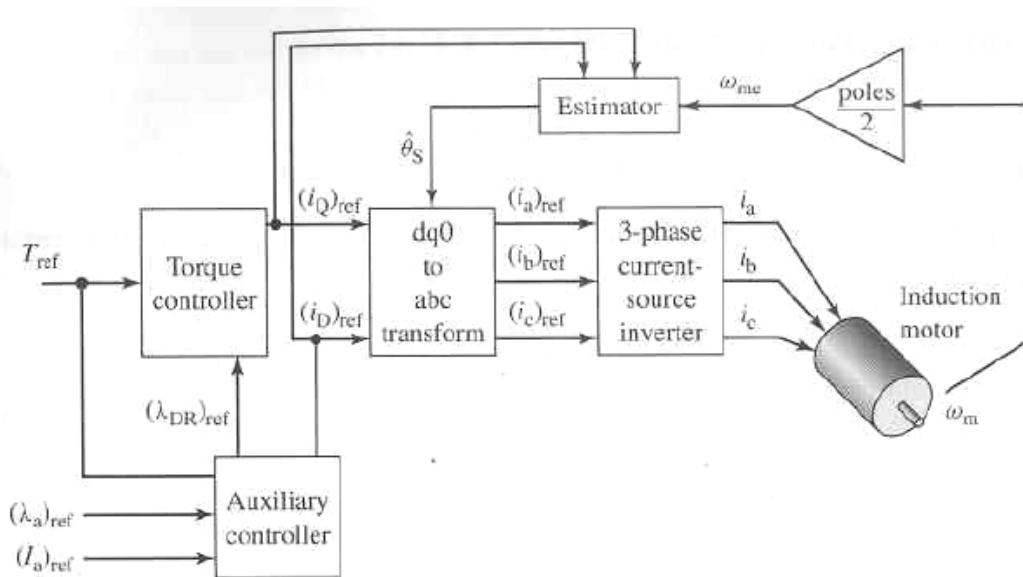 ω_me
poles
2
Estimator
θ̂_S
(i_Q)_ref
(i_a)_ref
i_a
T_ref
Torque
controller
dq0
to
abc
transform
(i_b)_ref
3-phase
current-
source
inverter
i_b
Induction
motor
(i_D)_ref
(i_c)_ref
i_c
(λ_DR)_ref
ω_m
Auxiliary
controller
(λ_a)_ref
(I_a)_ref